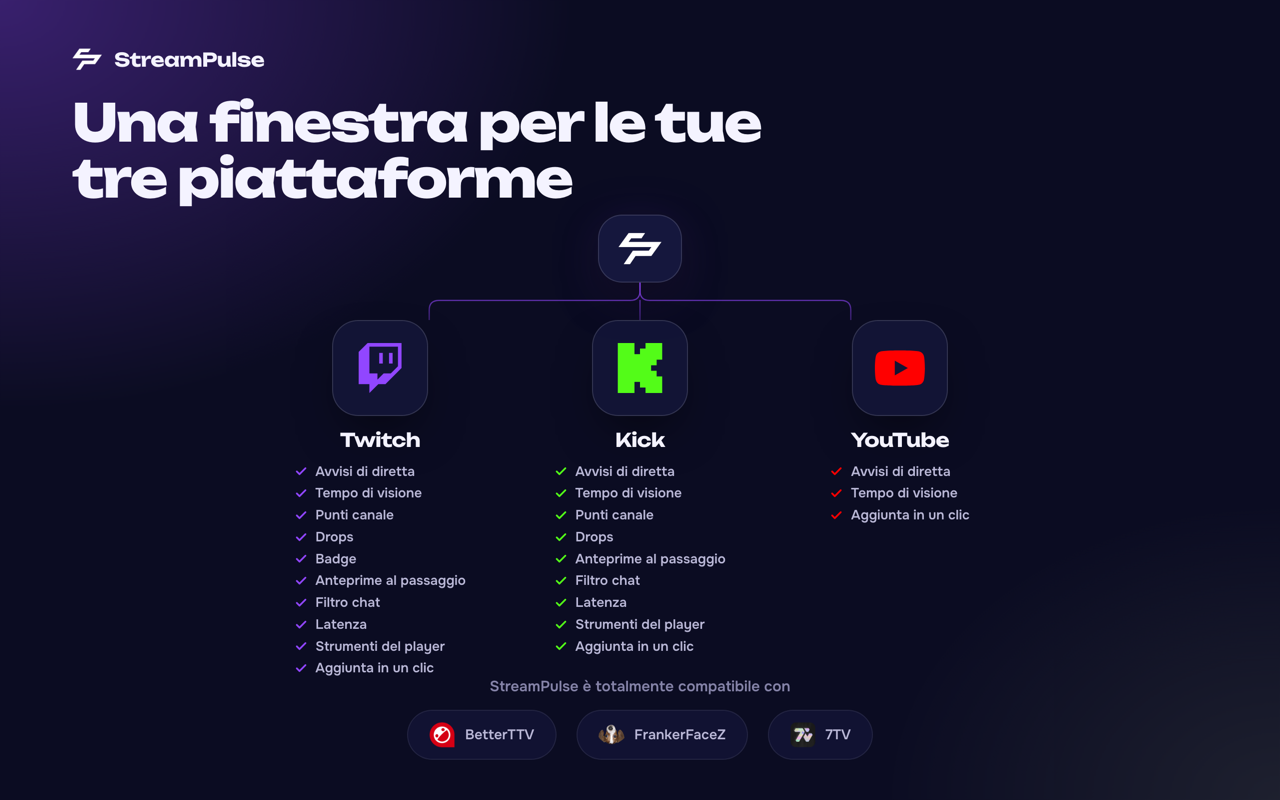 StreamPulse
Una finestra per le tue
tre piattaforme
Twitch
Avvisi di diretta
Tempo di visione
Punti canale
Drops
Badge
Anteprime al passaggio
Filtro chat
Latenza
Strumenti del player
Aggiunta in un clic
Kick
Avvisi di diretta
Tempo di visione
Punti canale
Drops
Anteprime al passaggio
Filtro chat
Latenza
Strumenti del player
Aggiunta in un clic
YouTube
Avvisi di diretta
Tempo di visione
Aggiunta in un clic
StreamPulse è totalmente compatibile con
BetterTTV
FrankerFaceZ
7TV